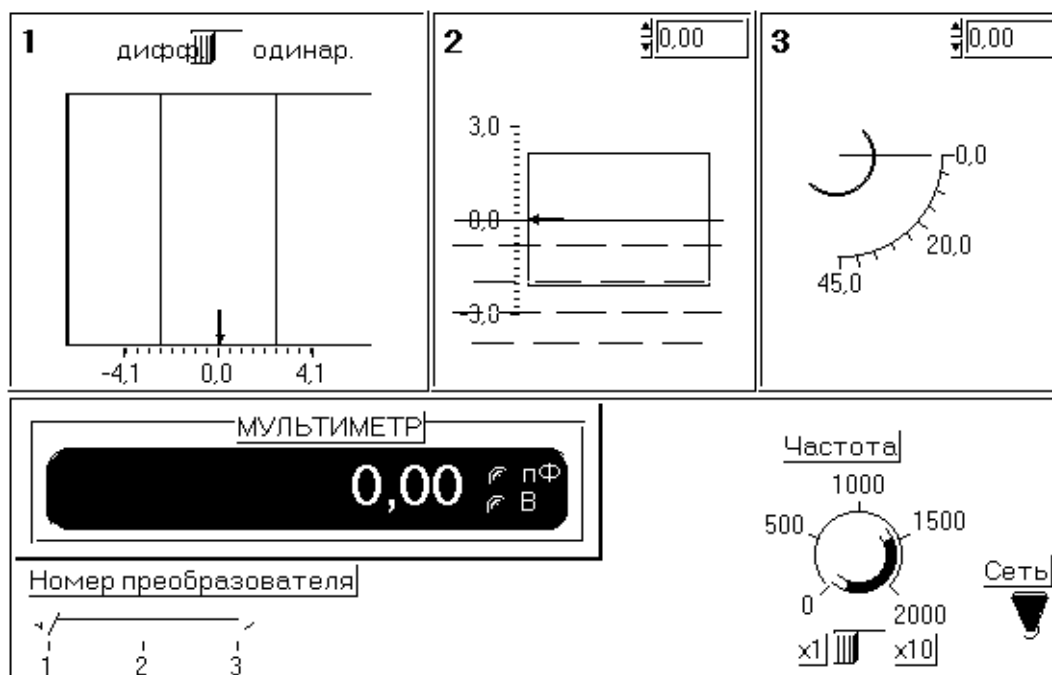 1
дифф. одинар.
-4,1 0,0 4,1
2
0,00
3,0
0,0
-3,0
3
0,00
0,0
20,0
45,0
МУЛЬТИМЕТР
0,00
пФ
В
Номер преобразователя
1 2 3
Частота
1000
500 1500
0 2000
x1 x10
Сеть